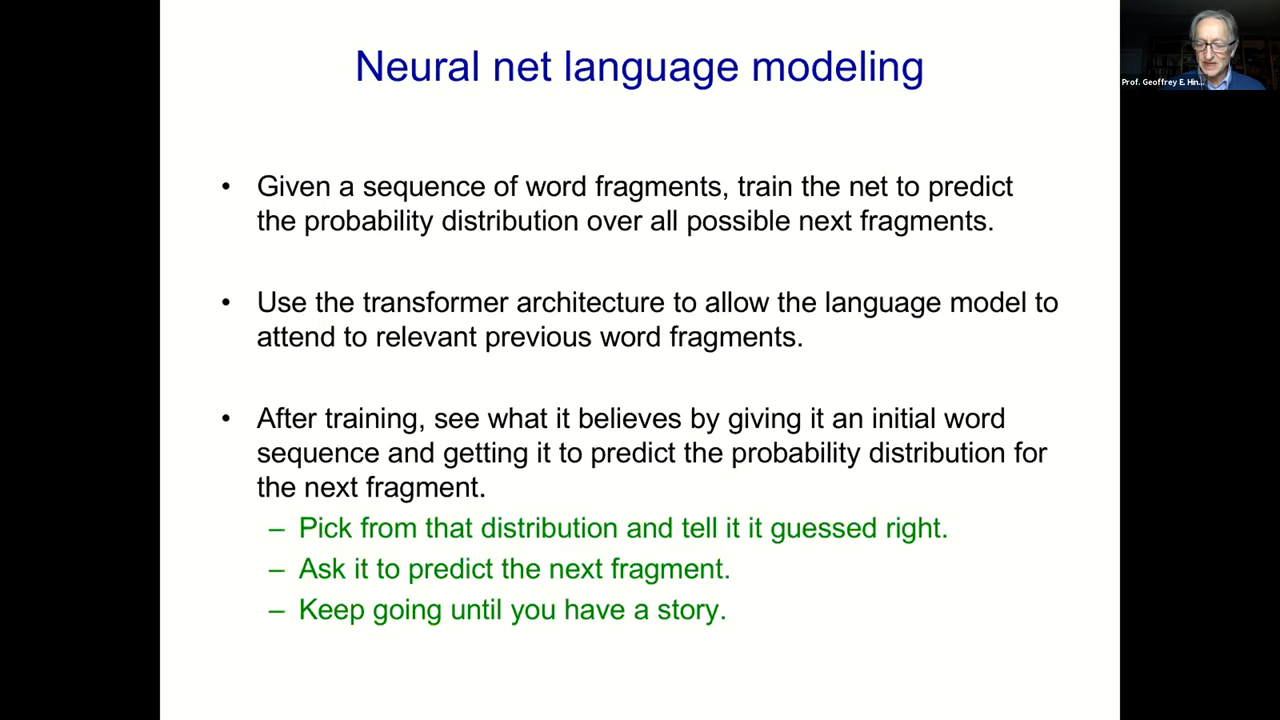 Neural net language modeling
Prof. Geoffrey E. Hin...
• Given a sequence of word fragments, train the net to predict
the probability distribution over all possible next fragments.
• Use the transformer architecture to allow the language model to
attend to relevant previous word fragments.
• After training, see what it believes by giving it an initial word
sequence and getting it to predict the probability distribution for
the next fragment.
– Pick from that distribution and tell it it guessed right.
– Ask it to predict the next fragment.
– Keep going until you have a story.